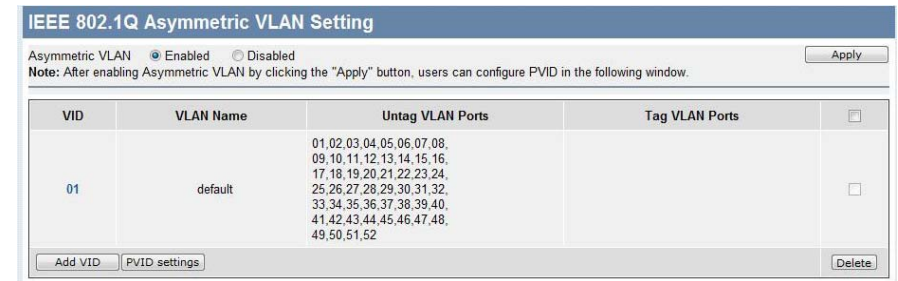 IEEE 802.1Q Asymmetric VLAN Setting
Asymmetric VLAN Enabled Disabled Apply
Note: After enabling Asymmetric VLAN by clicking the "Apply" button, users can configure PVID in the following window.
VID VLAN Name Untag VLAN Ports Tag VLAN Ports
01,02,03,04,05,06,07,08,
09,10,11,12,13,14,15,16,
17,18,19,20,21,22,23,24,
01 default 25,26,27,28,29,30,31,32,
33,34,35,36,37,38,39,40,
41,42,43,44,45,46,47,48,
49,50,51,52
Add VID PVID settings Delete